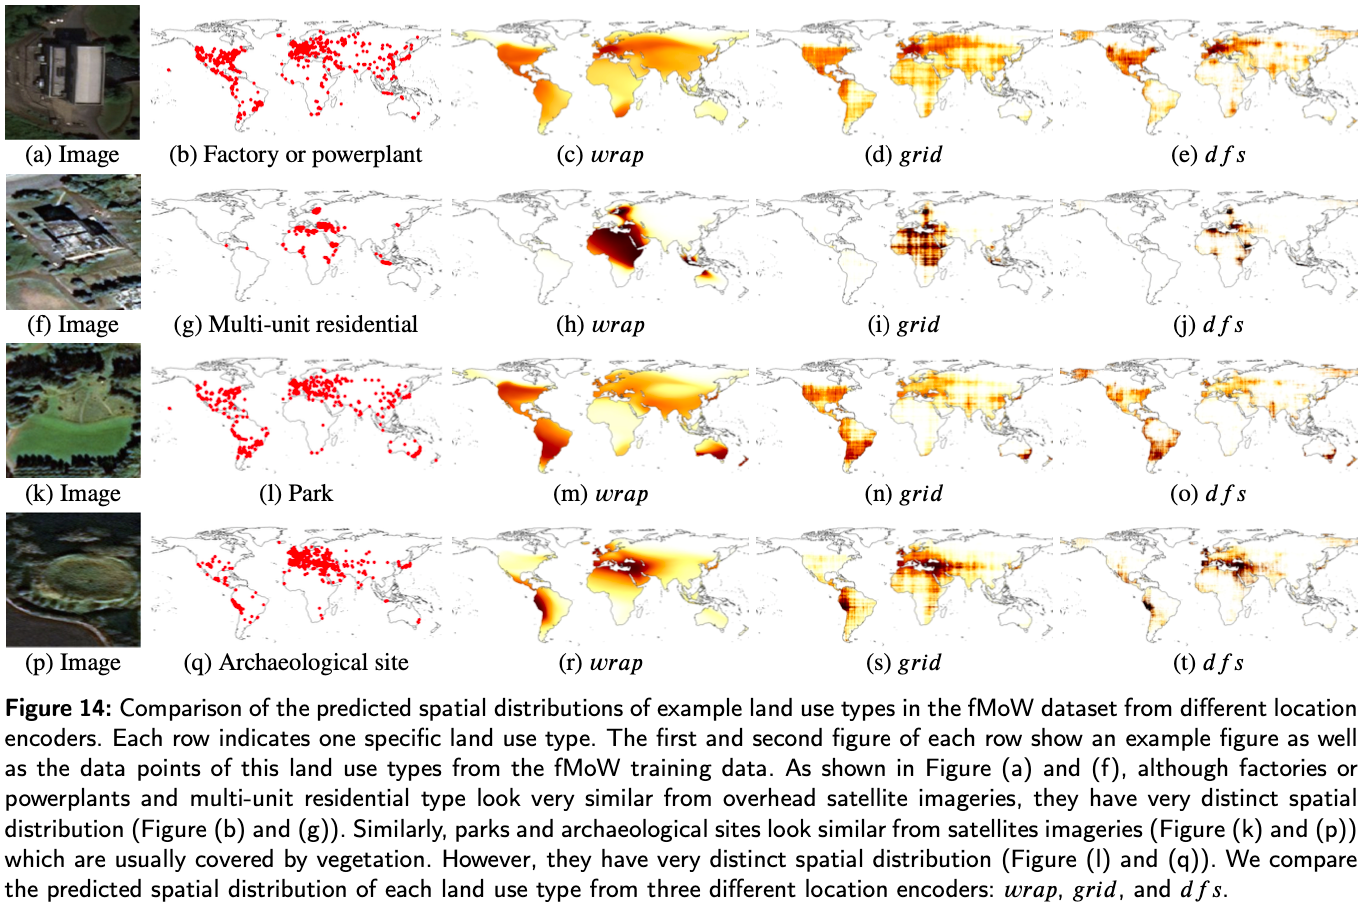 (a) Image (b) Factory or powerplant (c) wrap (d) grid (e) dfs
(f) Image (g) Multi-unit residential (h) wrap (i) grid (j) dfs
(k) Image (l) Park (m) wrap (n) grid (o) dfs
(p) Image (q) Archaeological site (r) wrap (s) grid (t) dfs
Figure 14: Comparison of the predicted spatial distributions of example land use types in the fMoW dataset from different location
encoders. Each row indicates one specific land use type. The first and second figure of each row show an example figure as well
as the data points of this land use types from the fMoW training data. As shown in Figure (a) and (f), although factories or
powerplants and multi-unit residential type look very similar from overhead satellite imageries, they have very distinct spatial
distribution (Figure (b) and (g)). Similarly, parks and archaeological sites look similar from satellites imageries (Figure (k) and (p))
which are usually covered by vegetation. However, they have very distinct spatial distribution (Figure (l) and (q)). We compare
the predicted spatial distribution of each land use type from three different location encoders: wrap, grid, and dfs.